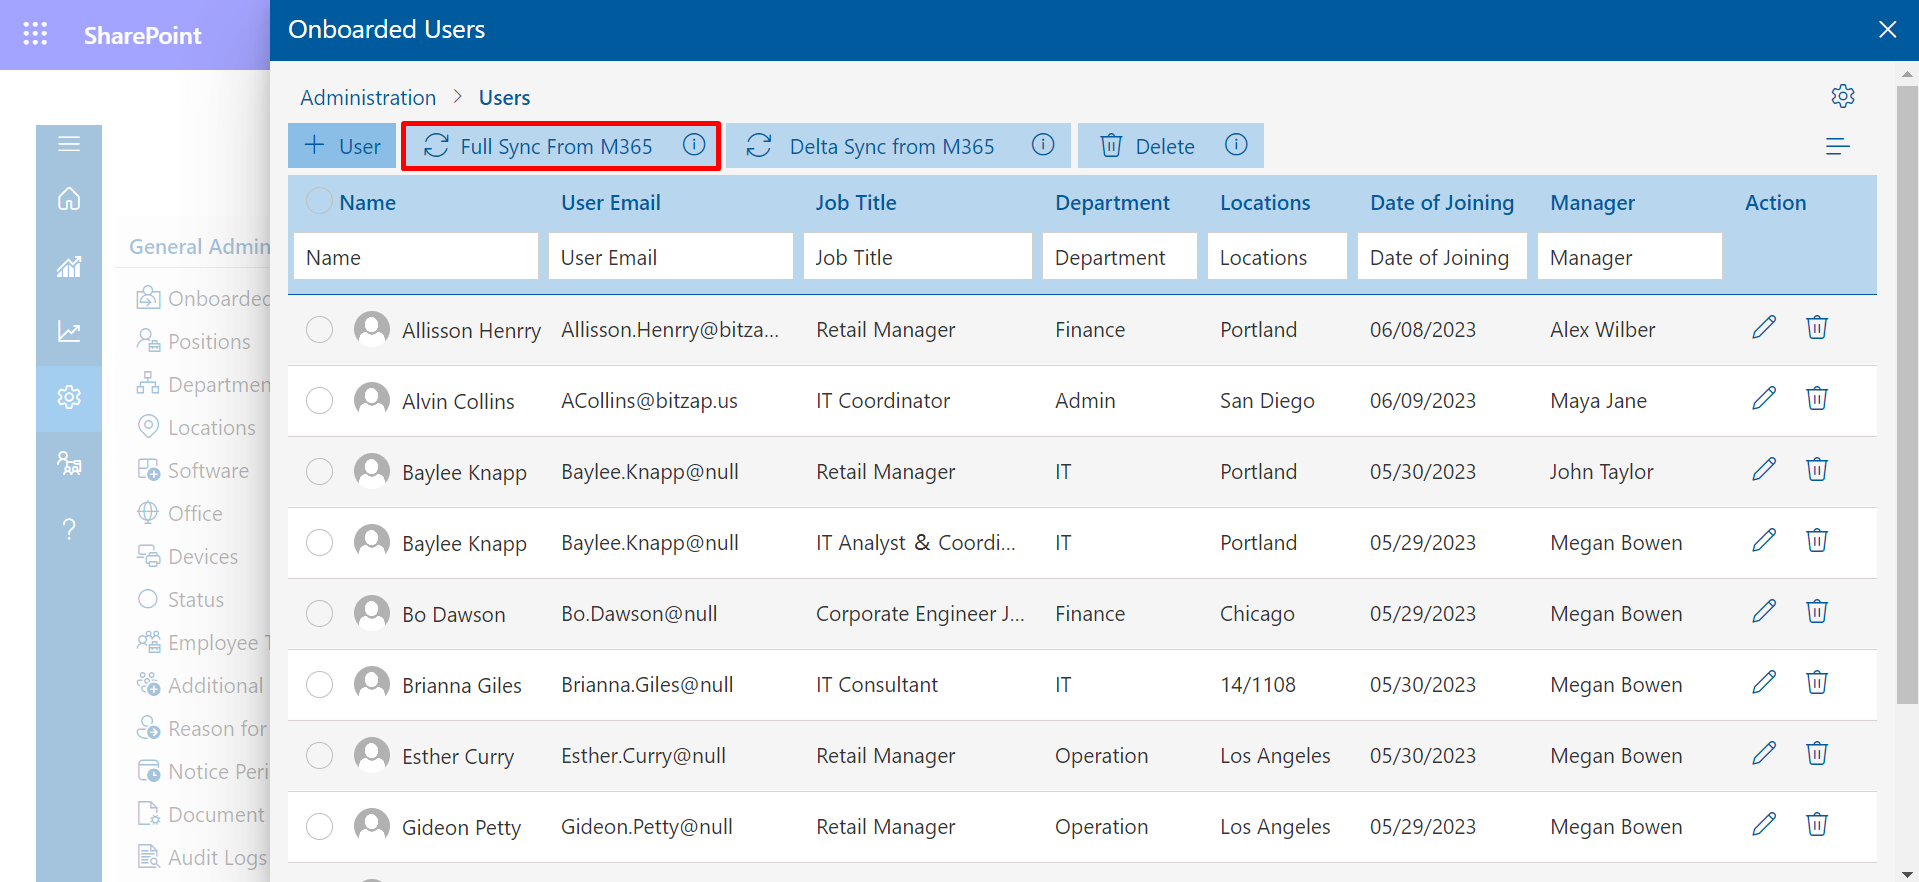 SharePoint
Onboarded Users
Administration > Users
+ User
Full Sync From M365
Delta Sync from M365
Delete
General Admin
Onboarded
Positions
Departmen
Locations
Software
Office
Devices
Status
Employee T
Additional
Reason for
Notice Peri
Document
Audit Logs
?
Name User Email Job Title Department Locations Date of Joining Manager Action
Name User Email Job Title Department Locations Date of Joining Manager
Allisson Henrry Allisson.Henrry@bitza... Retail Manager Finance Portland 06/08/2023 Alex Wilber
Alvin Collins ACollins@bitzap.us IT Coordinator Admin San Diego 06/09/2023 Maya Jane
Baylee Knapp Baylee.Knapp@null Retail Manager IT Portland 05/30/2023 John Taylor
Baylee Knapp Baylee.Knapp@null IT Analyst & Coordi... IT Portland 05/29/2023 Megan Bowen
Bo Dawson Bo.Dawson@null Corporate Engineer J... Finance Chicago 05/29/2023 Megan Bowen
Brianna Giles Brianna.Giles@null IT Consultant IT 14/1108 05/30/2023 Megan Bowen
Esther Curry Esther.Curry@null Retail Manager Operation Los Angeles 05/30/2023 Megan Bowen
Gideon Petty Gideon.Petty@null Retail Manager Operation Los Angeles 05/29/2023 Megan Bowen